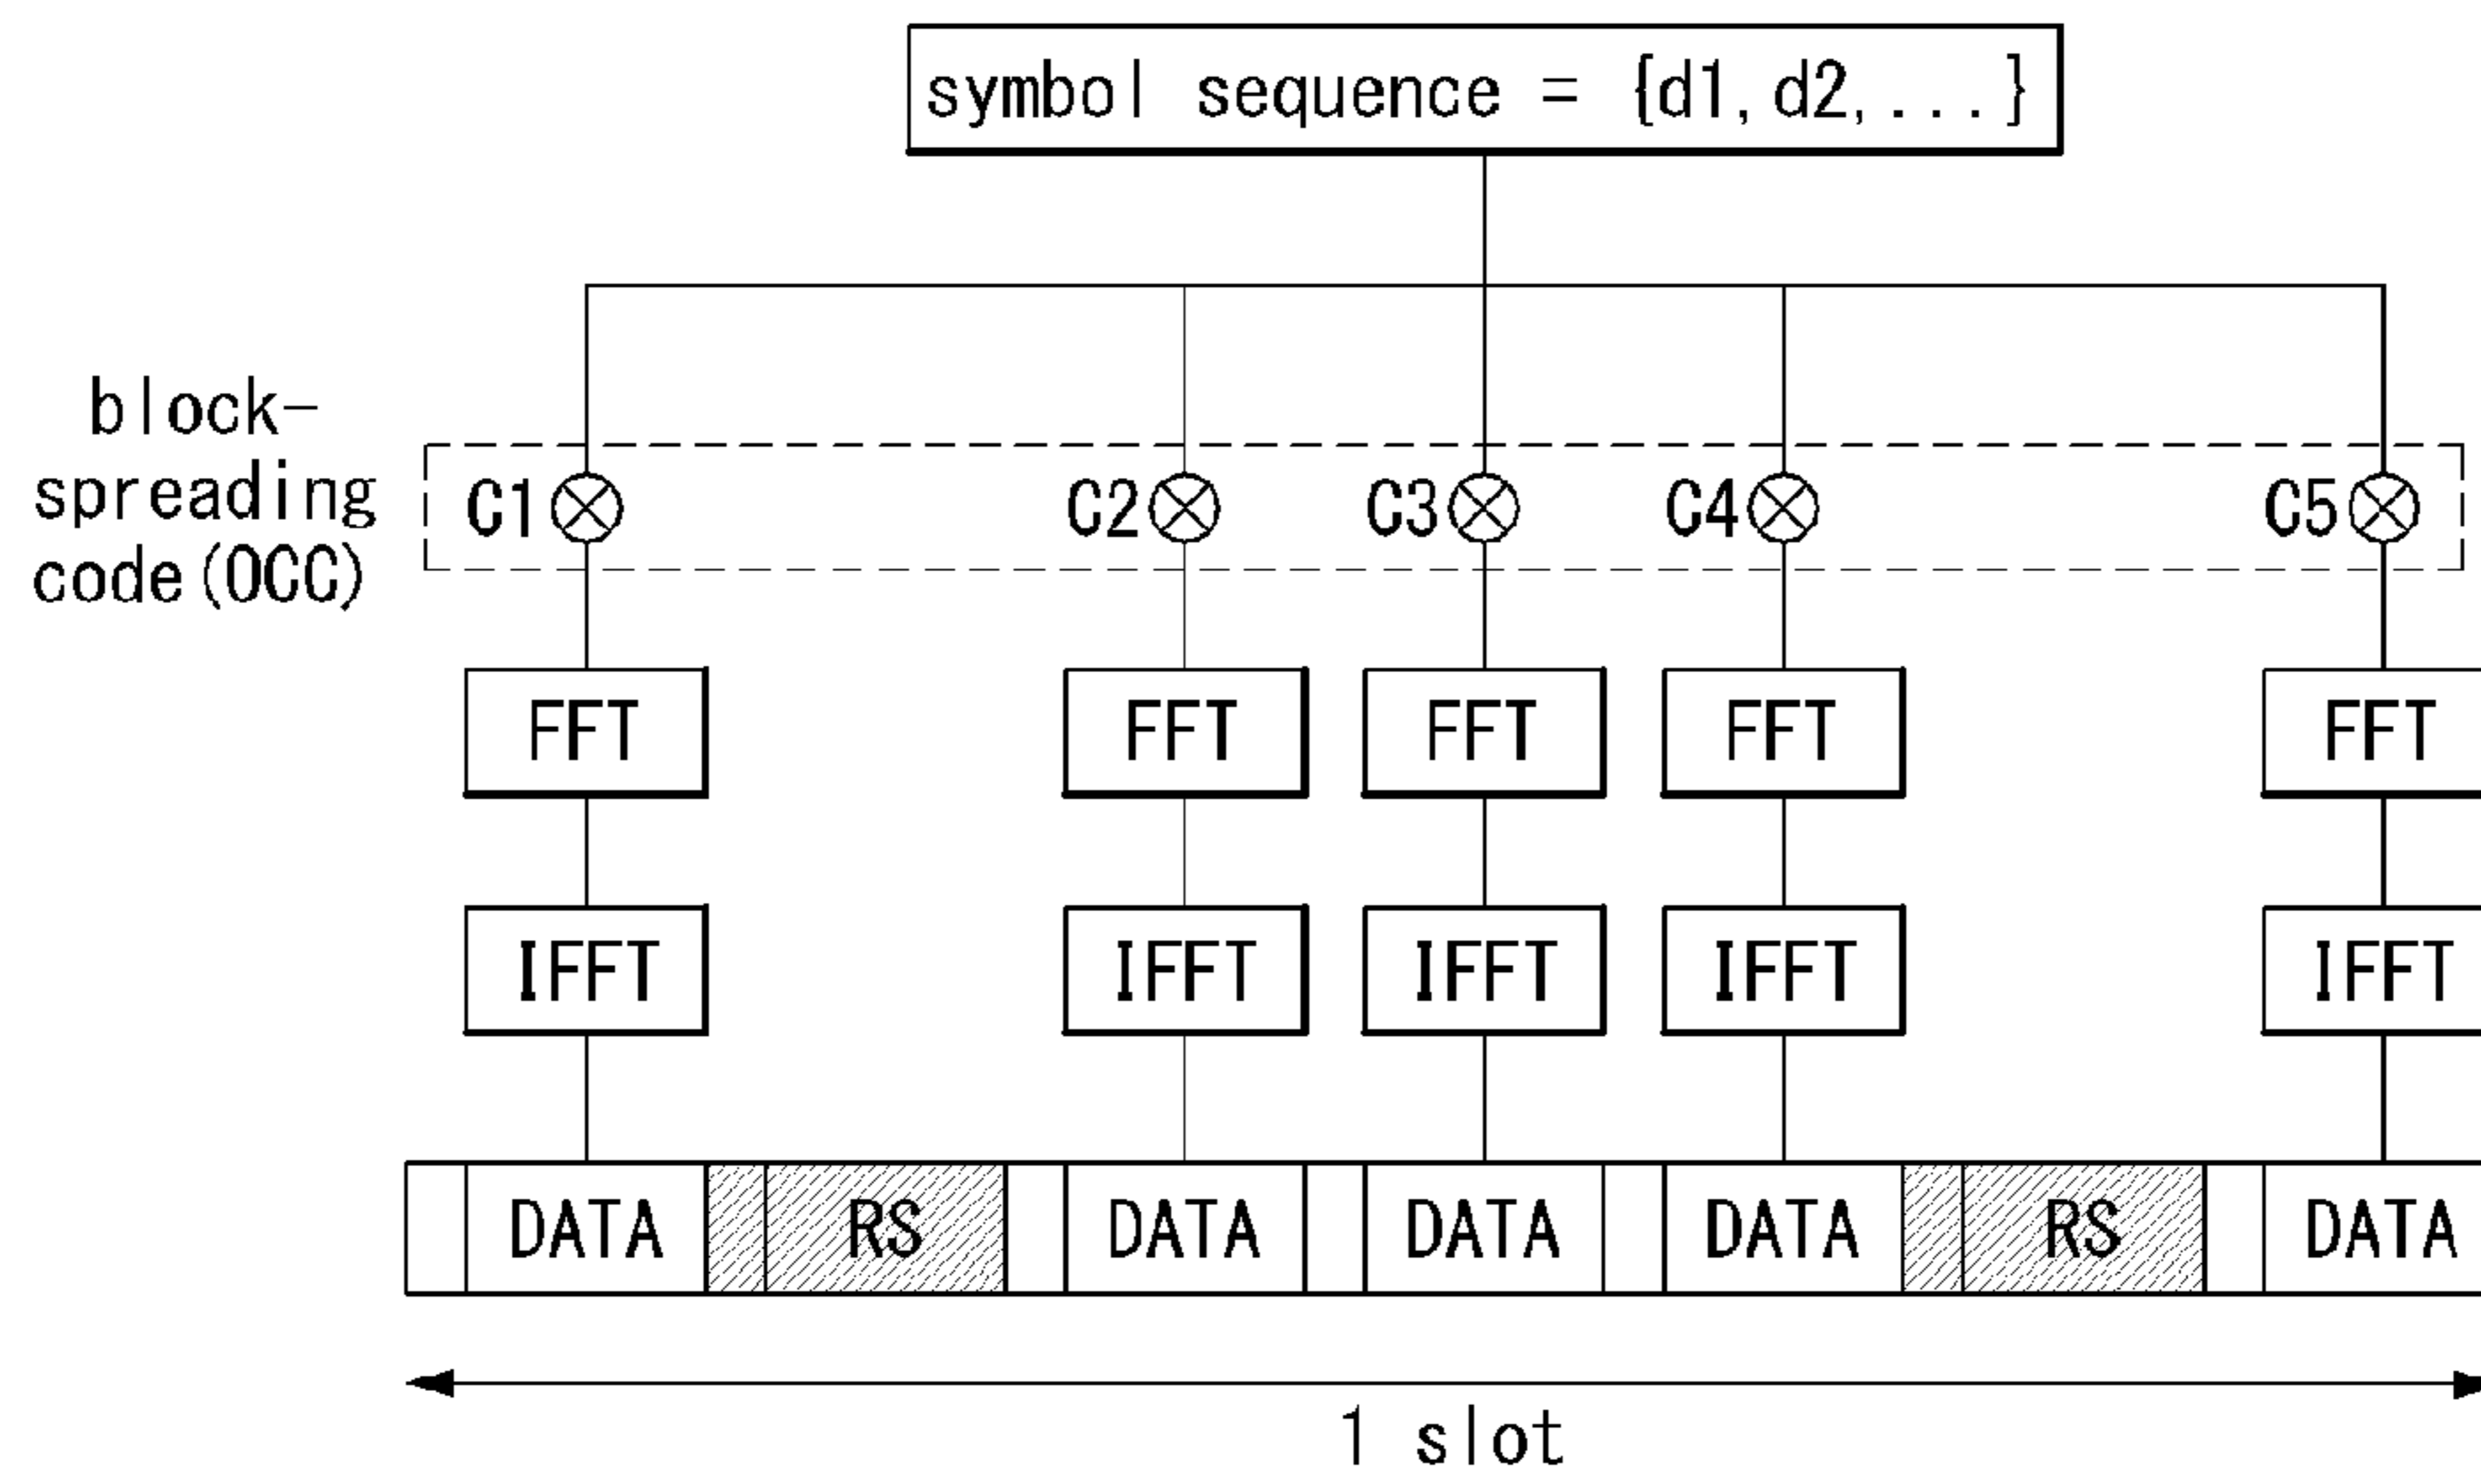 symbol sequence = {d1, d2, ...}
block-
spreading
code(OCC)
C1 C2 C3 C4 C5
FFT FFT FFT FFT FFT
IFFT IFFT IFFT IFFT IFFT
DATA RS DATA DATA DATA RS DATA
1 slot